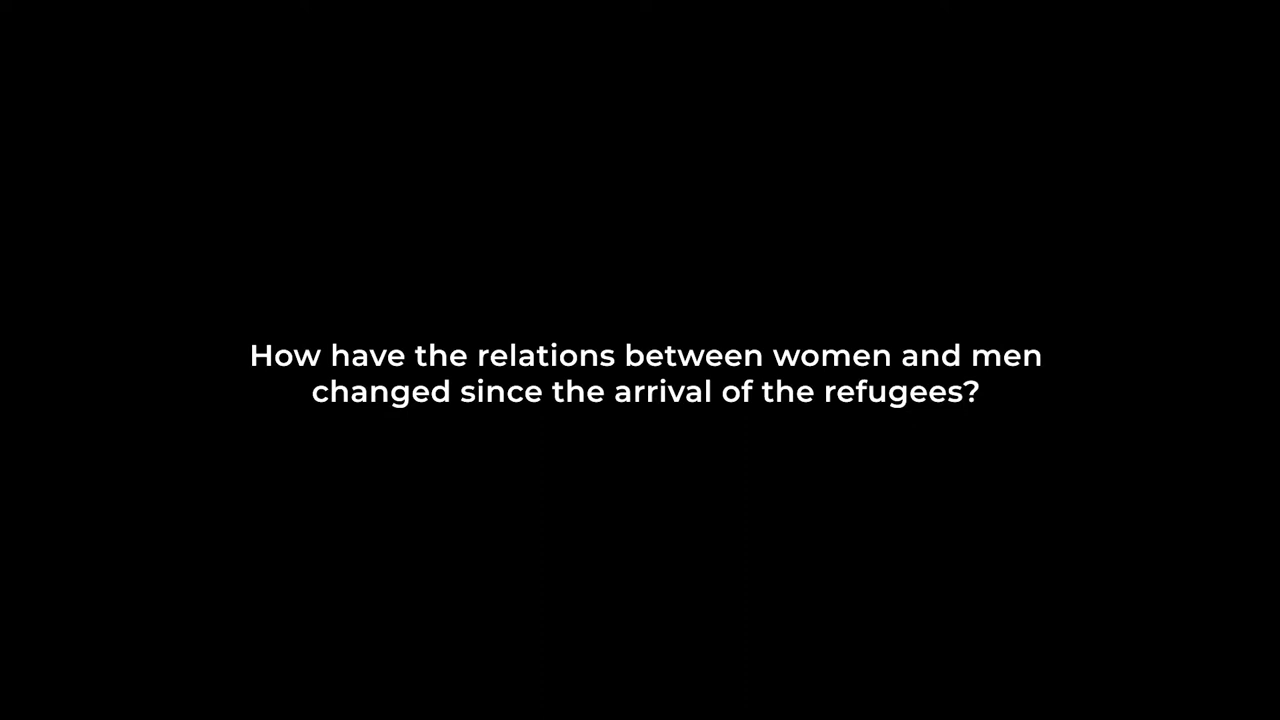 How have the relations between women and men
changed since the arrival of the refugees?